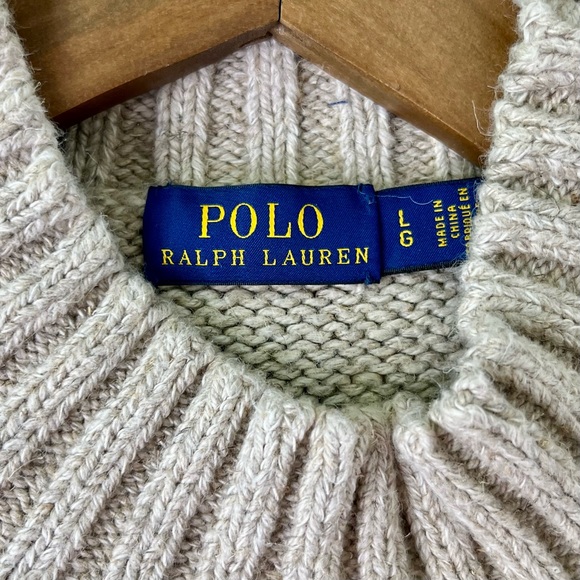 POLO
RALPH LAUREN
L
G
MADE IN
CHINA